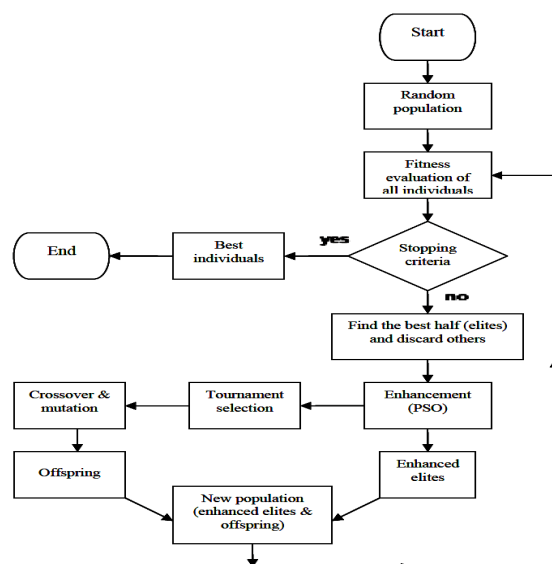 Start
Random
population
Fitness
evaluation of
all individuals
Stopping
criteria
yes
Best
individuals
End
no
Find the best half (elites)
and discard others
Enhancement
(PSO)
Tournament
selection
Crossover &
mutation
Offspring
Enhanced
elites
New population
(enhanced elites &
offspring)